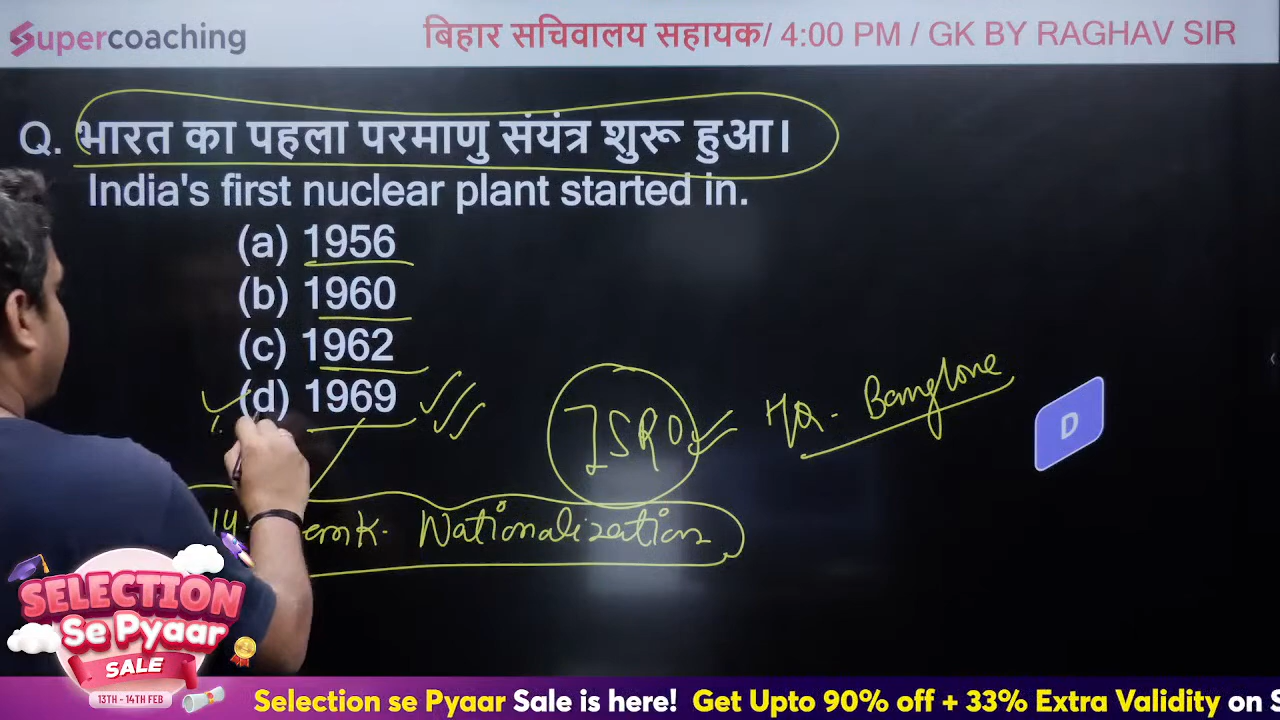 Supercoaching
बिहार सचिवालय सहायक/ 4:00 PM / GK BY RAGHAV SIR
Q. भारत का पहला परमाणु संयंत्र शुरू हुआ।
India's first nuclear plant started in.
(a) 1956
(b) 1960
(c) 1962
(d) 1969
ISRO
H/Q. Banglore
D
14
Nationalization
SELECTION
Se Pyaar
SALE
13TH - 14TH FEB
Selection se Pyaar Sale is here! Get Upto 90% off + 33% Extra Validity on S